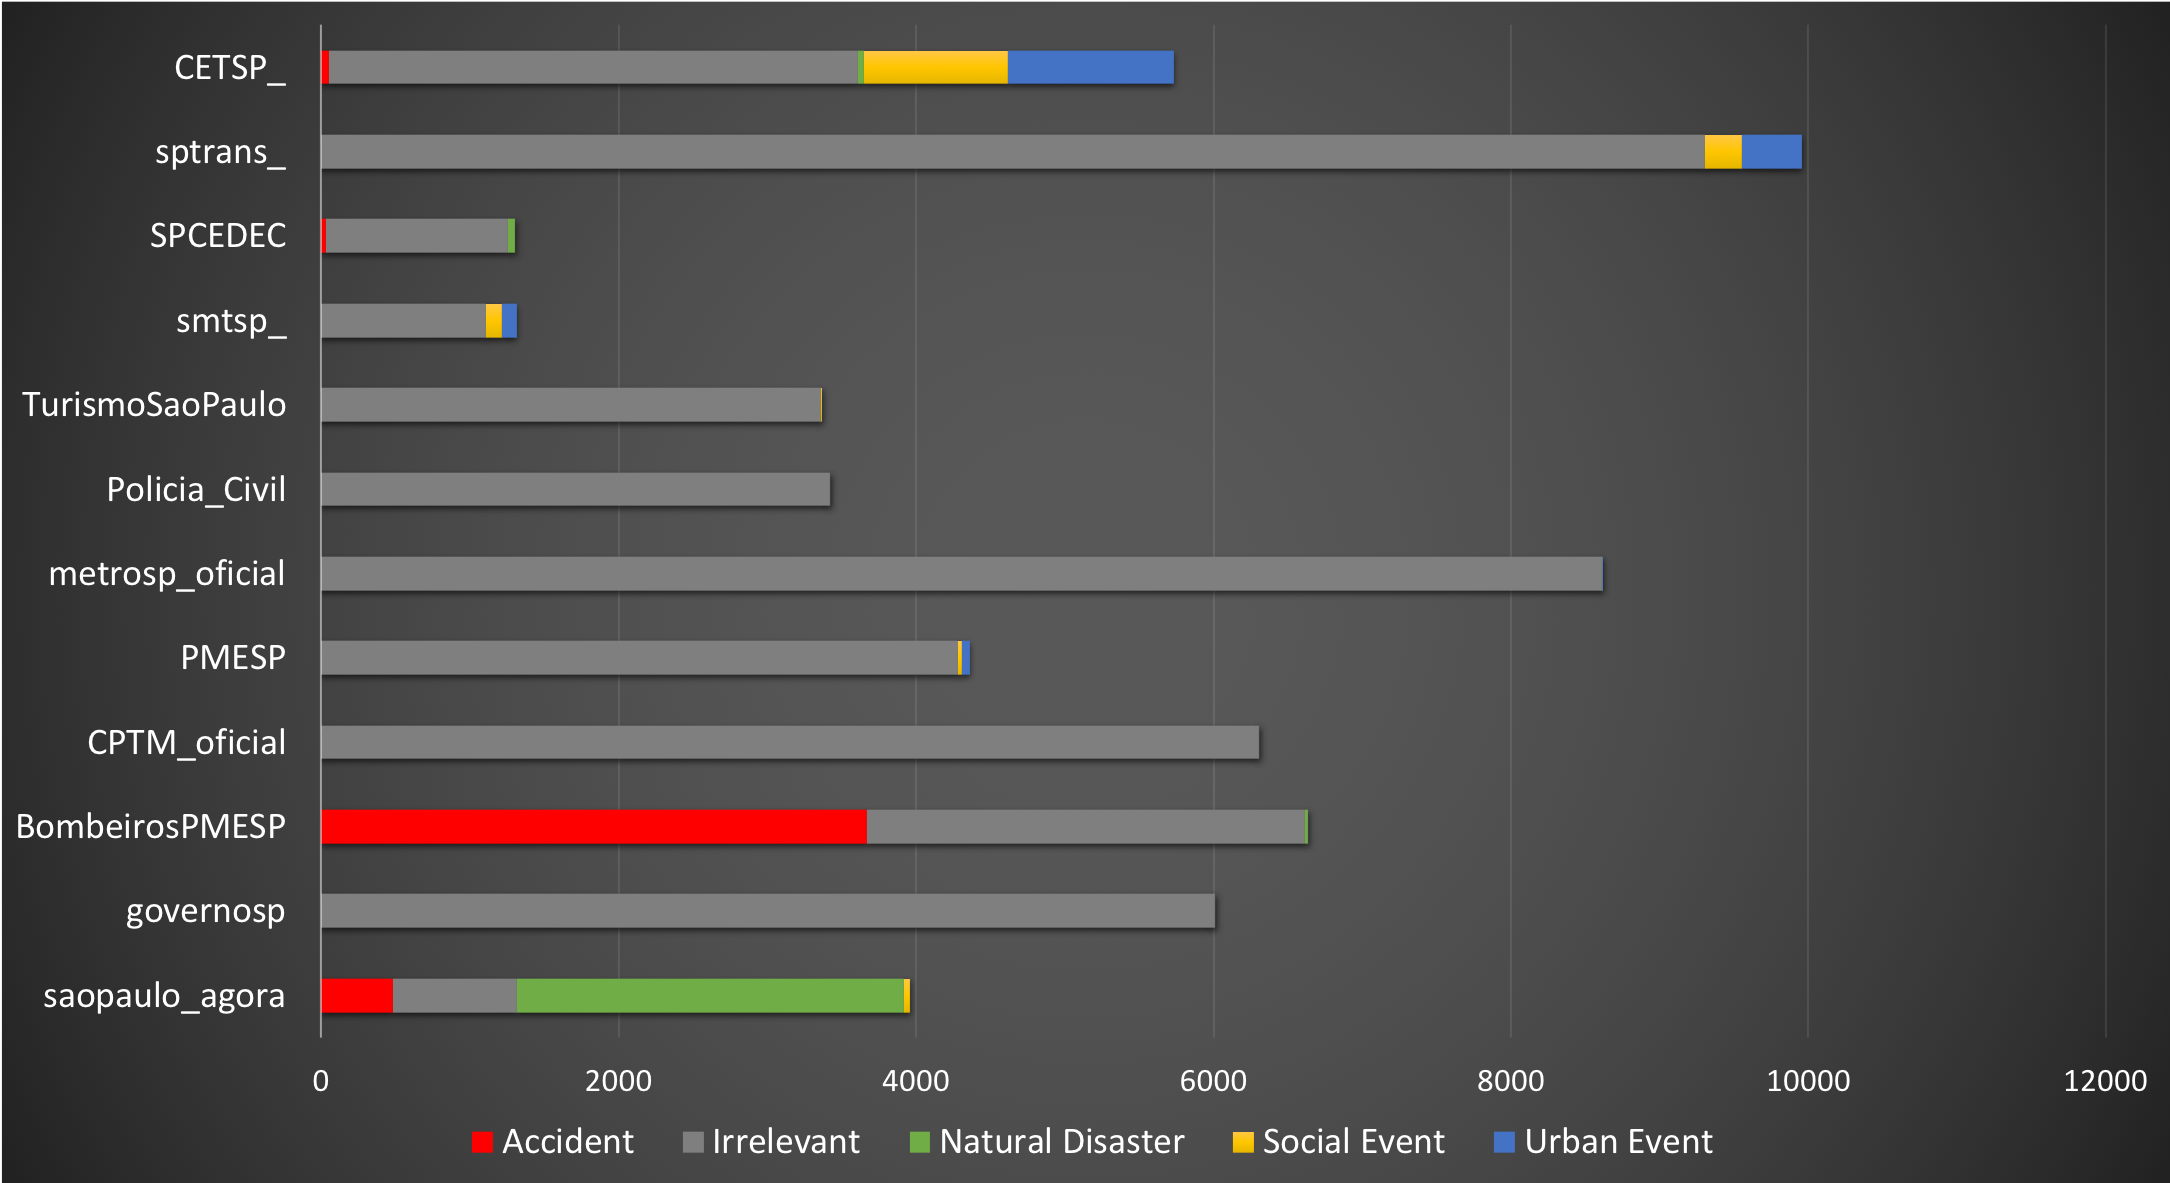 CETSP_
sptrans_
SPCEDEC
smtsp_
TurismoSaoPaulo
Policia_Civil
metrosp_oficial
PMESP
CPTM_oficial
BombeirosPMESP
governosp
saopaulo_agora
0 2000 4000 6000 8000 10000 12000
Accident Irrelevant Natural Disaster Social Event Urban Event